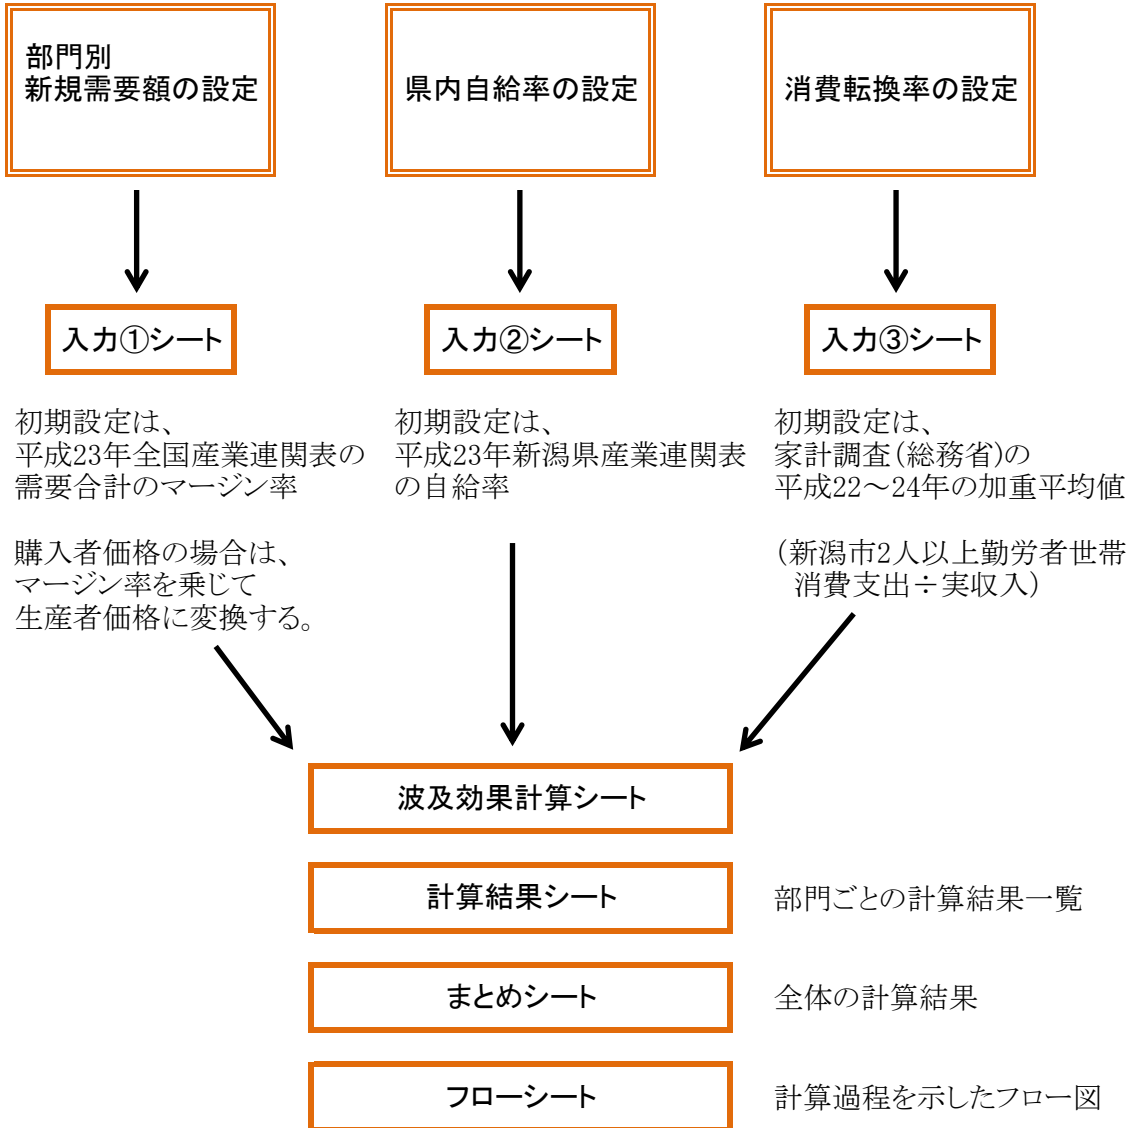 部門別
新規需要額の設定
県内自給率の設定
消費転換率の設定
入力①シート
入力②シート
入力③シート
初期設定は、
平成23年全国産業連関表の
需要合計のマージン率
購入者価格の場合は、
マージン率を乗じて
生産者価格に変換する。
初期設定は、
平成23年新潟県産業連関表
の自給率
初期設定は、
家計調査(総務省)の
平成22～24年の加重平均値
(新潟市2人以上勤労者世帯
消費支出÷実収入)
波及効果計算シート
計算結果シート
部門ごとの計算結果一覧
まとめシート
全体の計算結果
フローシート
計算過程を示したフロー図